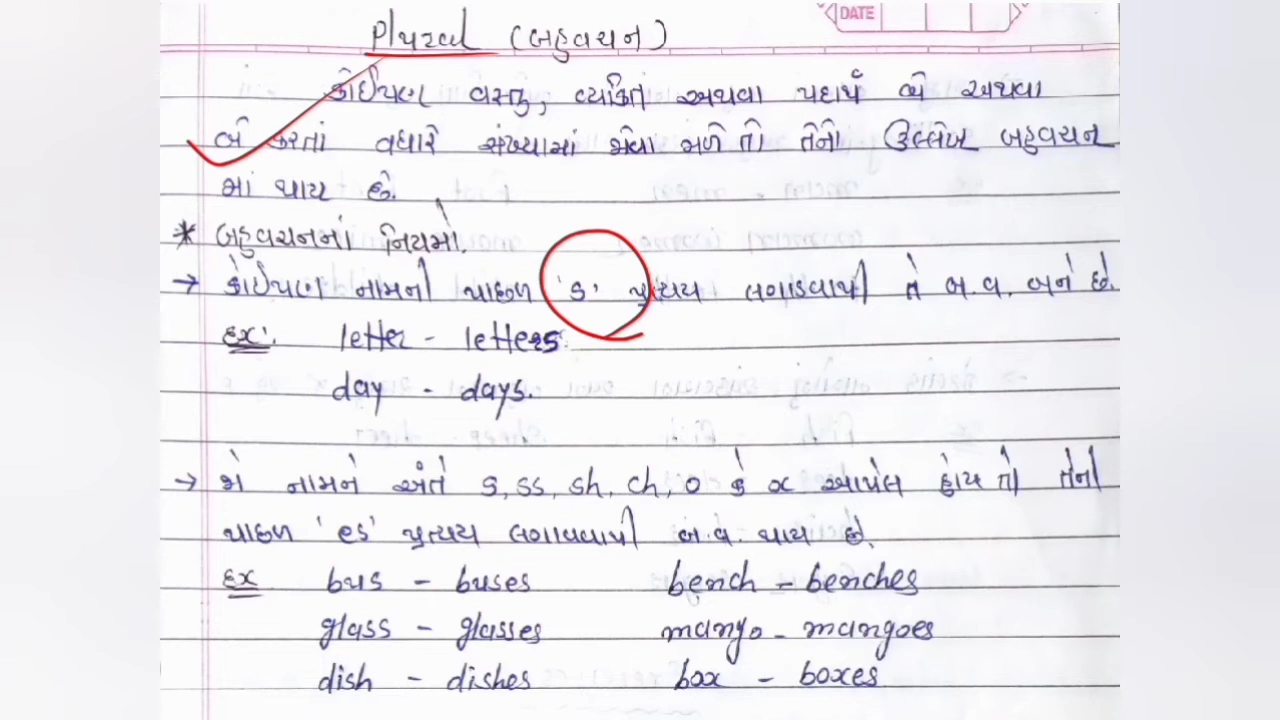 DATE
Plural (બહુવચન)
કોઈપણ વસ્તુ, વ્યક્તિ અથવા પદાર્થ બે અથવા
બે કરતાં વધારે સંખ્યામાં જોવા મળે તો તેનો ઉલ્લેખ બહુવચન
માં થાય છે.
* બહુવચનનાં નિયમો.
→ કોઈપણ નામની પાછળ 's' પ્રત્યય લગાડવાથી તે બ.વ. બને છે.
Ex: letter - letters.
day - days.
→ જો નામને અંતે s, ss, sh, ch, o કે x આપેલ હોય તો તેની
પાછળ 'es' પ્રત્યય લગાવવાથી બ.વ. થાય છે.
Ex bus - buses bench - benches
glass - glasses mango - mangoes
dish - dishes box - boxes